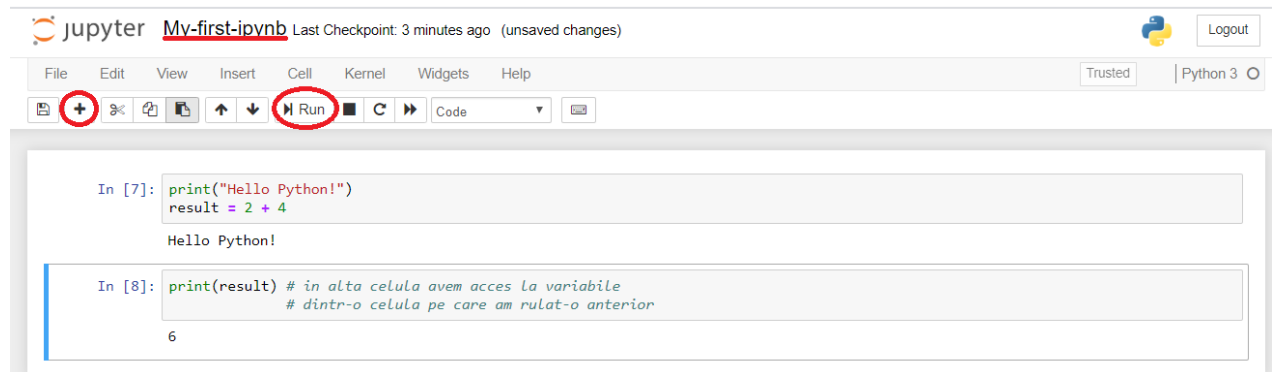 jupyter My-first-ipynb Last Checkpoint: 3 minutes ago (unsaved changes) Logout
File Edit View Insert Cell Kernel Widgets Help Trusted Python 3
Run Code
In [7]: print("Hello Python!")
result = 2 + 4
Hello Python!
In [8]: print(result) # in alta celula avem acces la variabile
# dintr-o celula pe care am rulat-o anterior
6